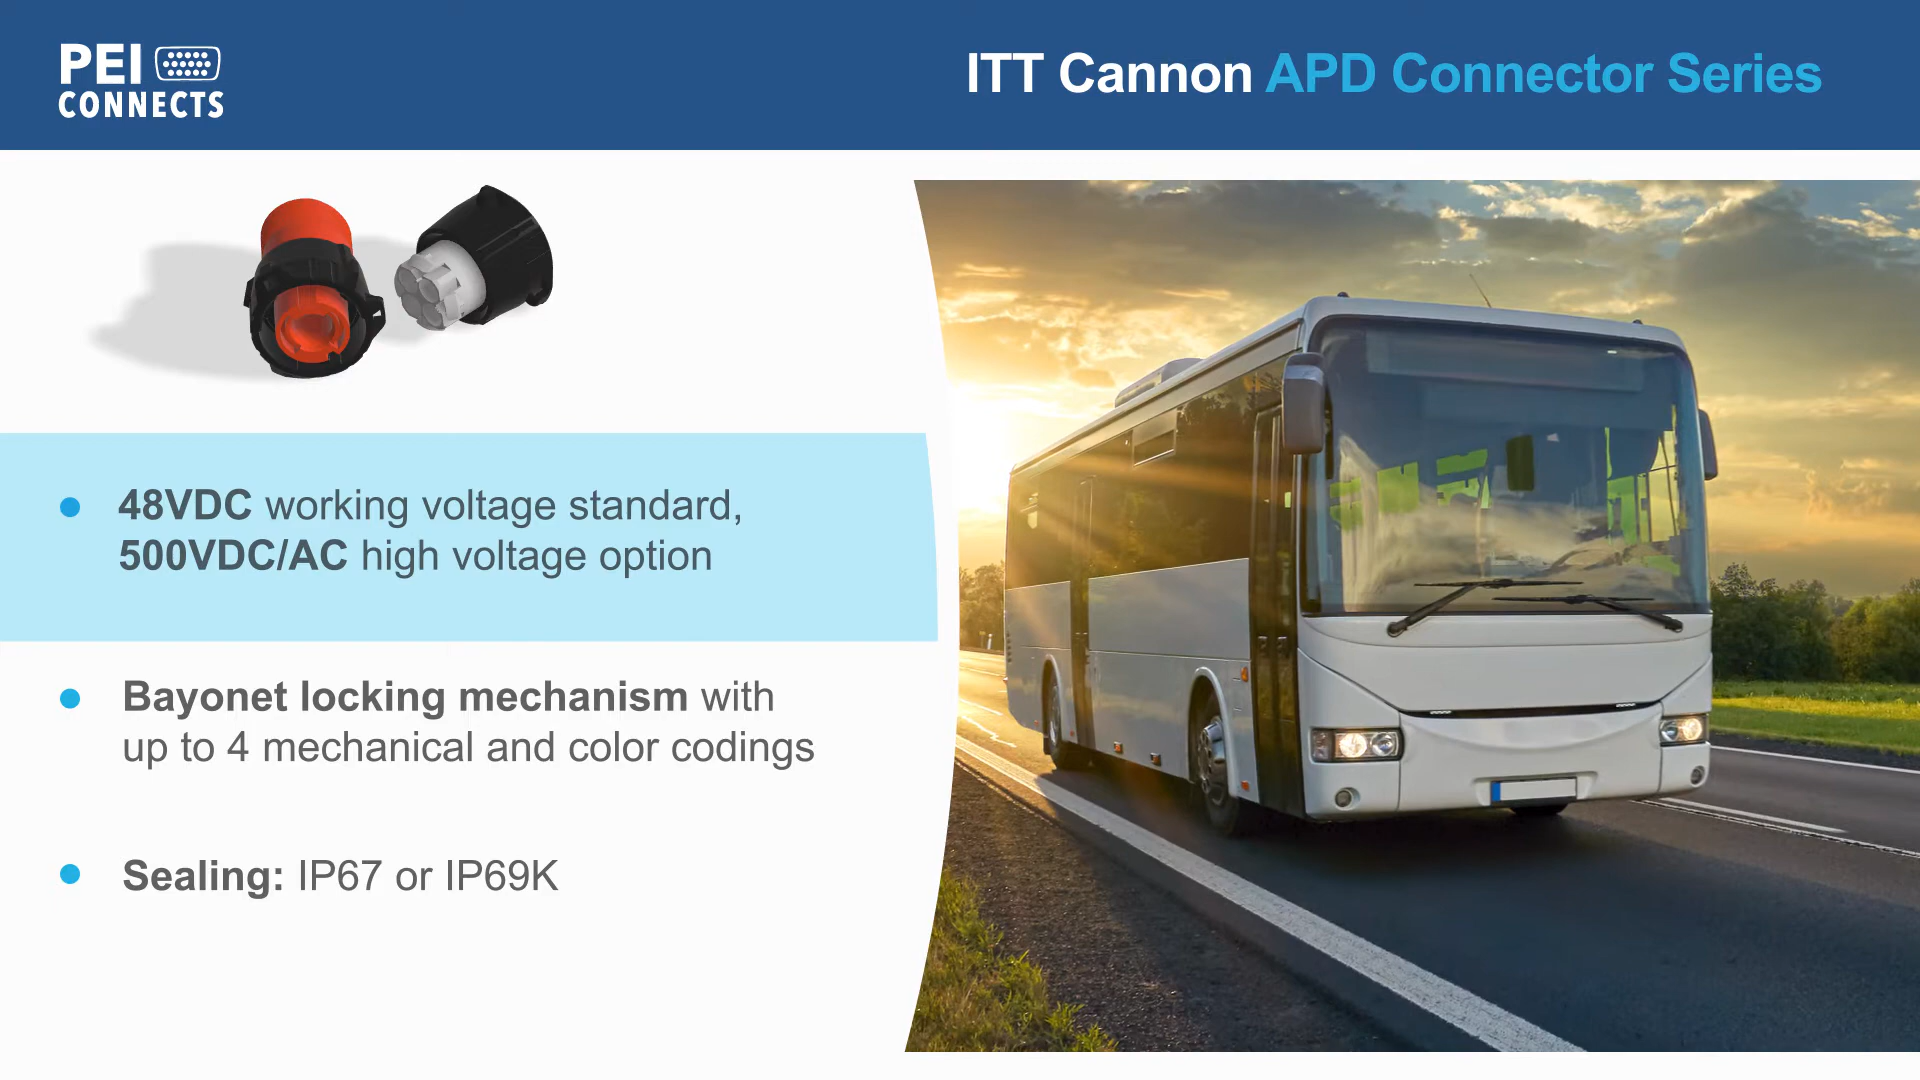 PEI
CONNECTS
ITT Cannon APD Connector Series
48VDC working voltage standard,
500VDC/AC high voltage option
Bayonet locking mechanism with
up to 4 mechanical and color codings
Sealing: IP67 or IP69K